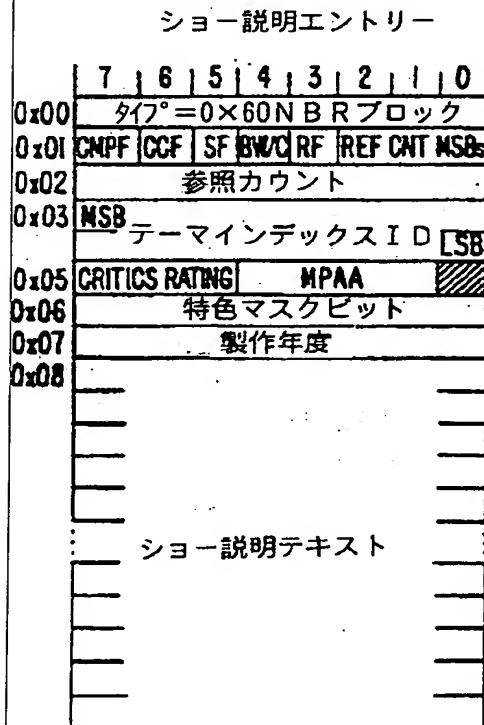 ショー説明エントリー
7 6 5 4 3 2 1 0
0x00 タイプ=0×60NBRブロック
0x01 CMPF CCF SF BW/C RF REF CNT MSBs
0x02 参照カウント
0x03 MSB テーマインデックスID LSB
0x05 CRITICS RATING MPAA
0x06 特色マスクビット
0x07 製作年度
0x08
ショー説明テキスト